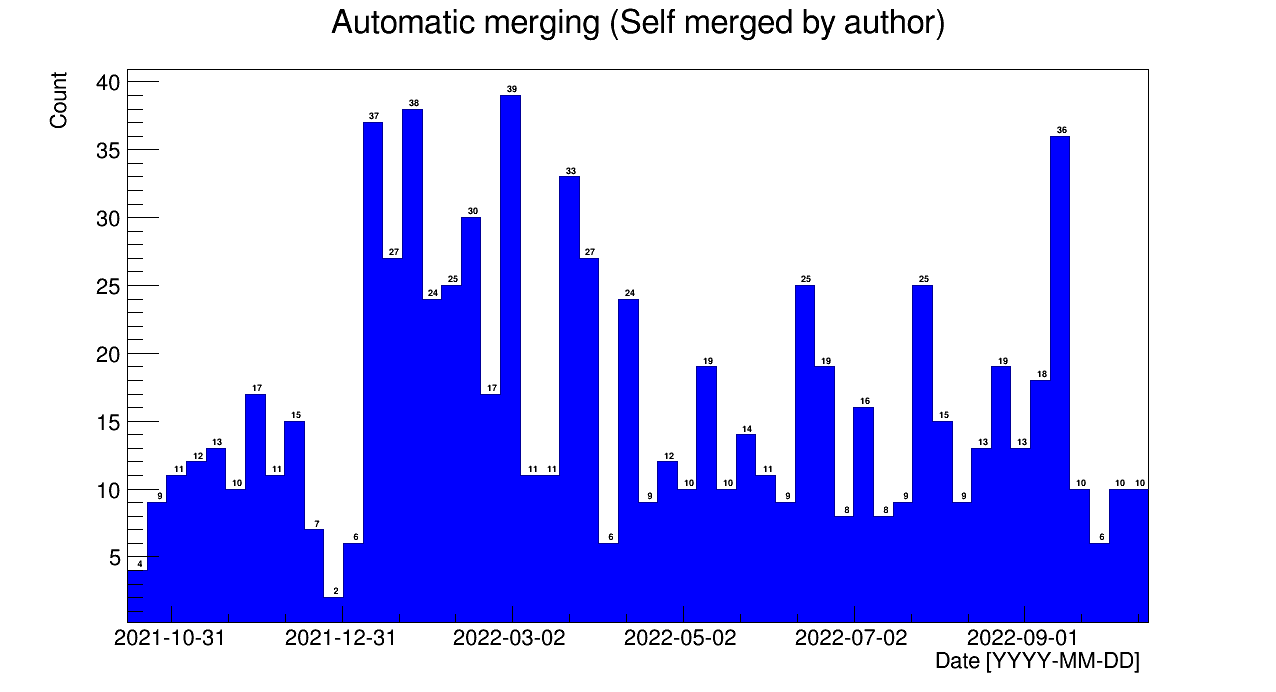 Automatic merging (Self merged by author)
Count
40
35
30
25
20
15
10
5
4 9 11 12 13 10 17 11 15 7 2 6 37 27 38 24 25 30 17 39 11 11 33 27 6 24 9 12 10 19 10 14 11 9 25 19 8 16 8 9 25 15 9 13 19 13 18 36 10 6 10 10
2021-10-31 2021-12-31 2022-03-02 2022-05-02 2022-07-02 2022-09-01
Date [YYYY-MM-DD]